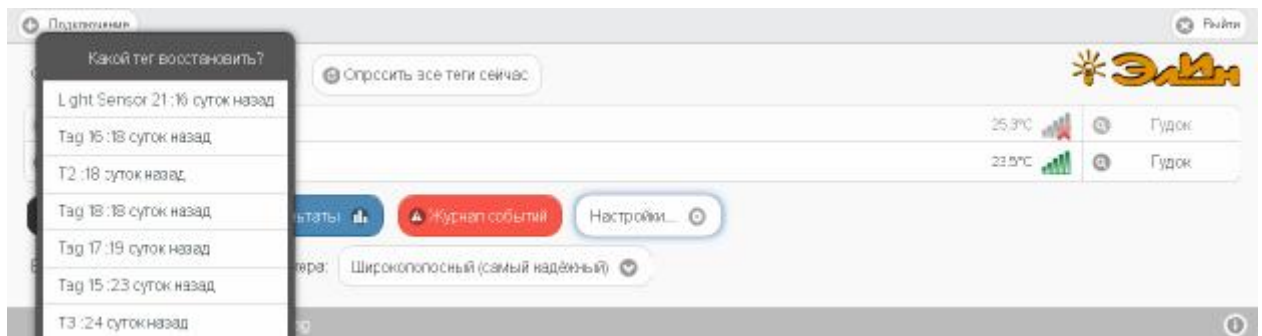 Подключение
Выйти
Какой тег восстановить?
Опросить все теги сейчас
ЭлИн
Light Sensor 21 :16 суток назад
25.3°C
Гудок
Tag 16 :18 суток назад
23.5°C
Гудок
T2 :18 суток назад
Tag 18 :18 суток назад
ьтаты
Журнал событий
Настройки...
Tag 17 :19 суток назад
тера:
Широкополосный (самый надёжный)
Tag 15 :23 суток назад
T3 :24 суток назад